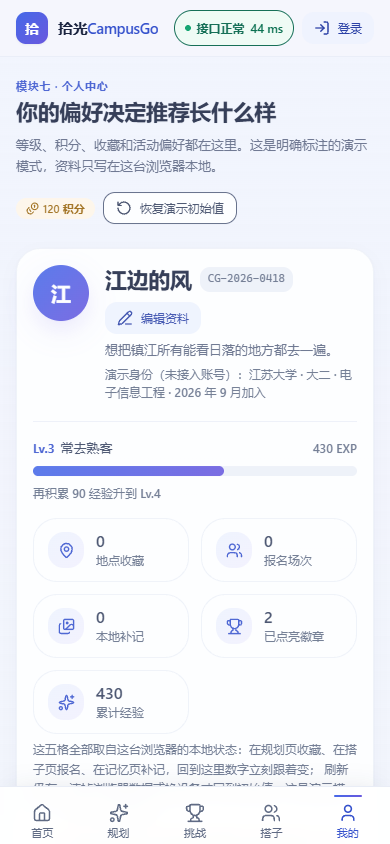 拾 拾光CampusGo 接口正常 44 ms 登录
模块七 · 个人中心
你的偏好决定推荐长什么样
等级、积分、收藏和活动偏好都在这里。这是明确标注的演示
模式，资料只写在这台浏览器本地。
120 积分 恢复演示初始值
江 江边的风 CG-2026-0418
编辑资料
想把镇江所有能看日落的地方都去一遍。
演示身份（未接入账号）：江苏大学 · 大二 · 电
子信息工程 · 2026 年 9 月加入
Lv.3 常去熟客 430 EXP
再积累 90 经验升到 Lv.4
0
地点收藏
0
报名场次
0
本地补记
2
已点亮徽章
430
累计经验
这五格全部取自这台浏览器的本地状态：在规划页收藏、在搭
子页报名、在记忆页补记，回到这里数字立刻跟着变；刷新
首页 规划 挑战 搭子 我的